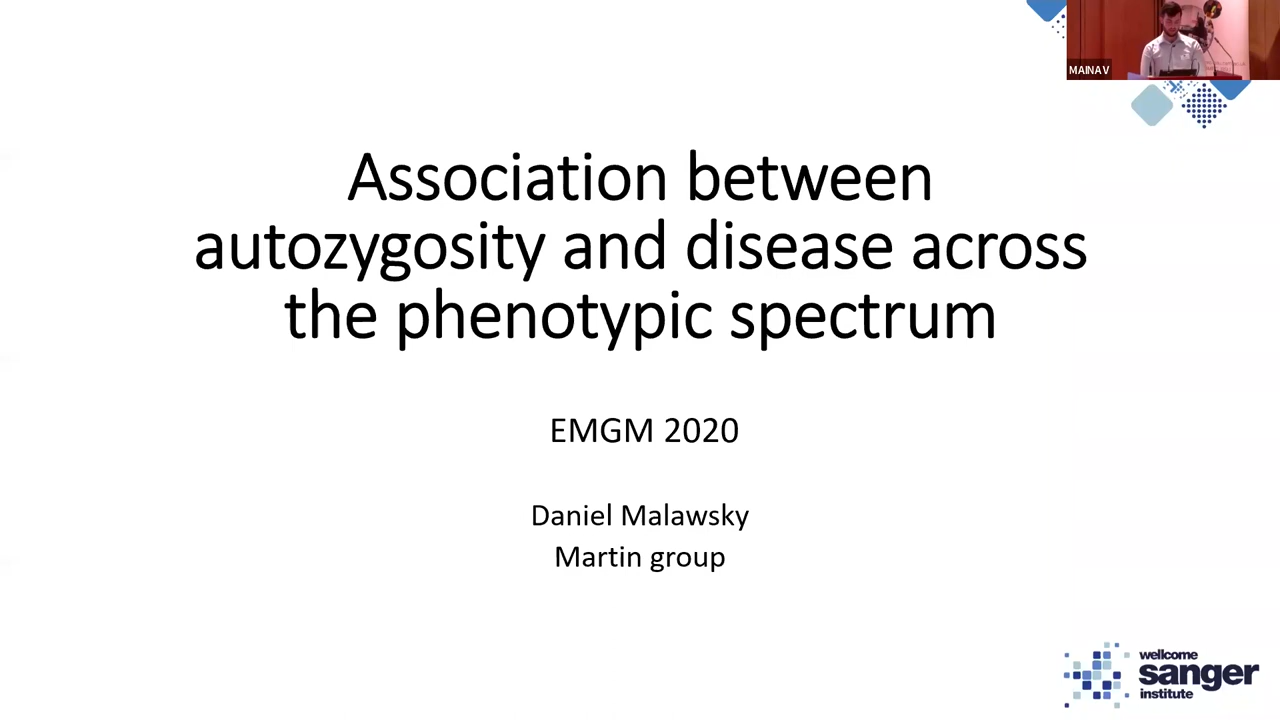 MAINAV
Association between
autozygosity and disease across
the phenotypic spectrum
EMGM 2020
Daniel Malawsky
Martin group
wellcome
sanger
institute